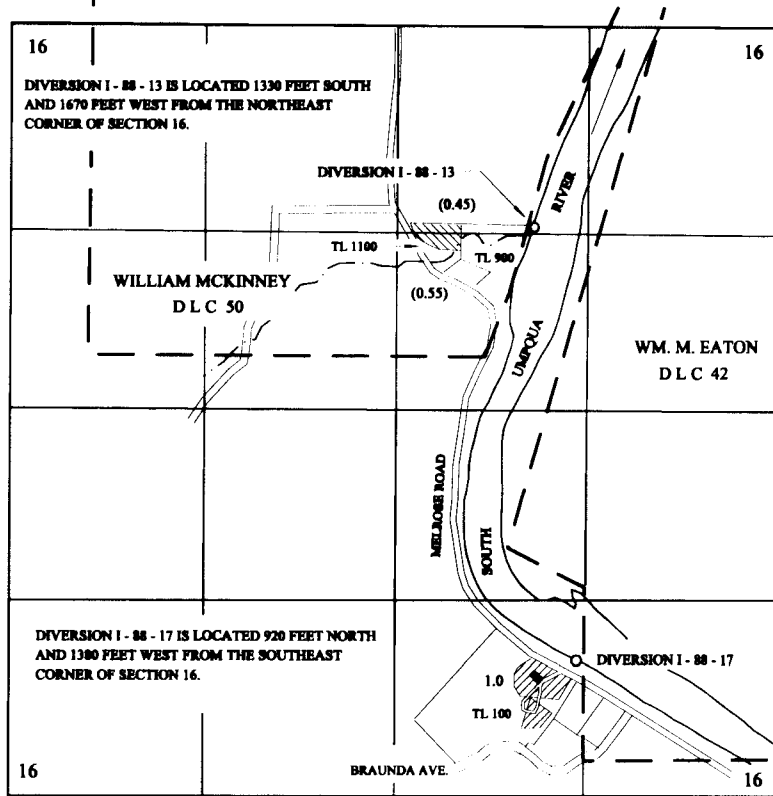 16
16
DIVERSION I - 88 - 13 IS LOCATED 1330 FEET SOUTH
AND 1670 FEET WEST FROM THE NORTHEAST
CORNER OF SECTION 16.
DIVERSION I - 88 - 13
(0.45)
RIVER
TL 1100
TL 900
WILLIAM MCKINNEY
D L C 50
(0.55)
UMPQUA
WM. M. EATON
D L C 42
MELROSE ROAD
SOUTH
DIVERSION I - 88 - 17 IS LOCATED 920 FEET NORTH
AND 1380 FEET WEST FROM THE SOUTHEAST
CORNER OF SECTION 16.
DIVERSION I - 88 - 17
1.0
TL 100
16
BRAUNDA AVE.
16